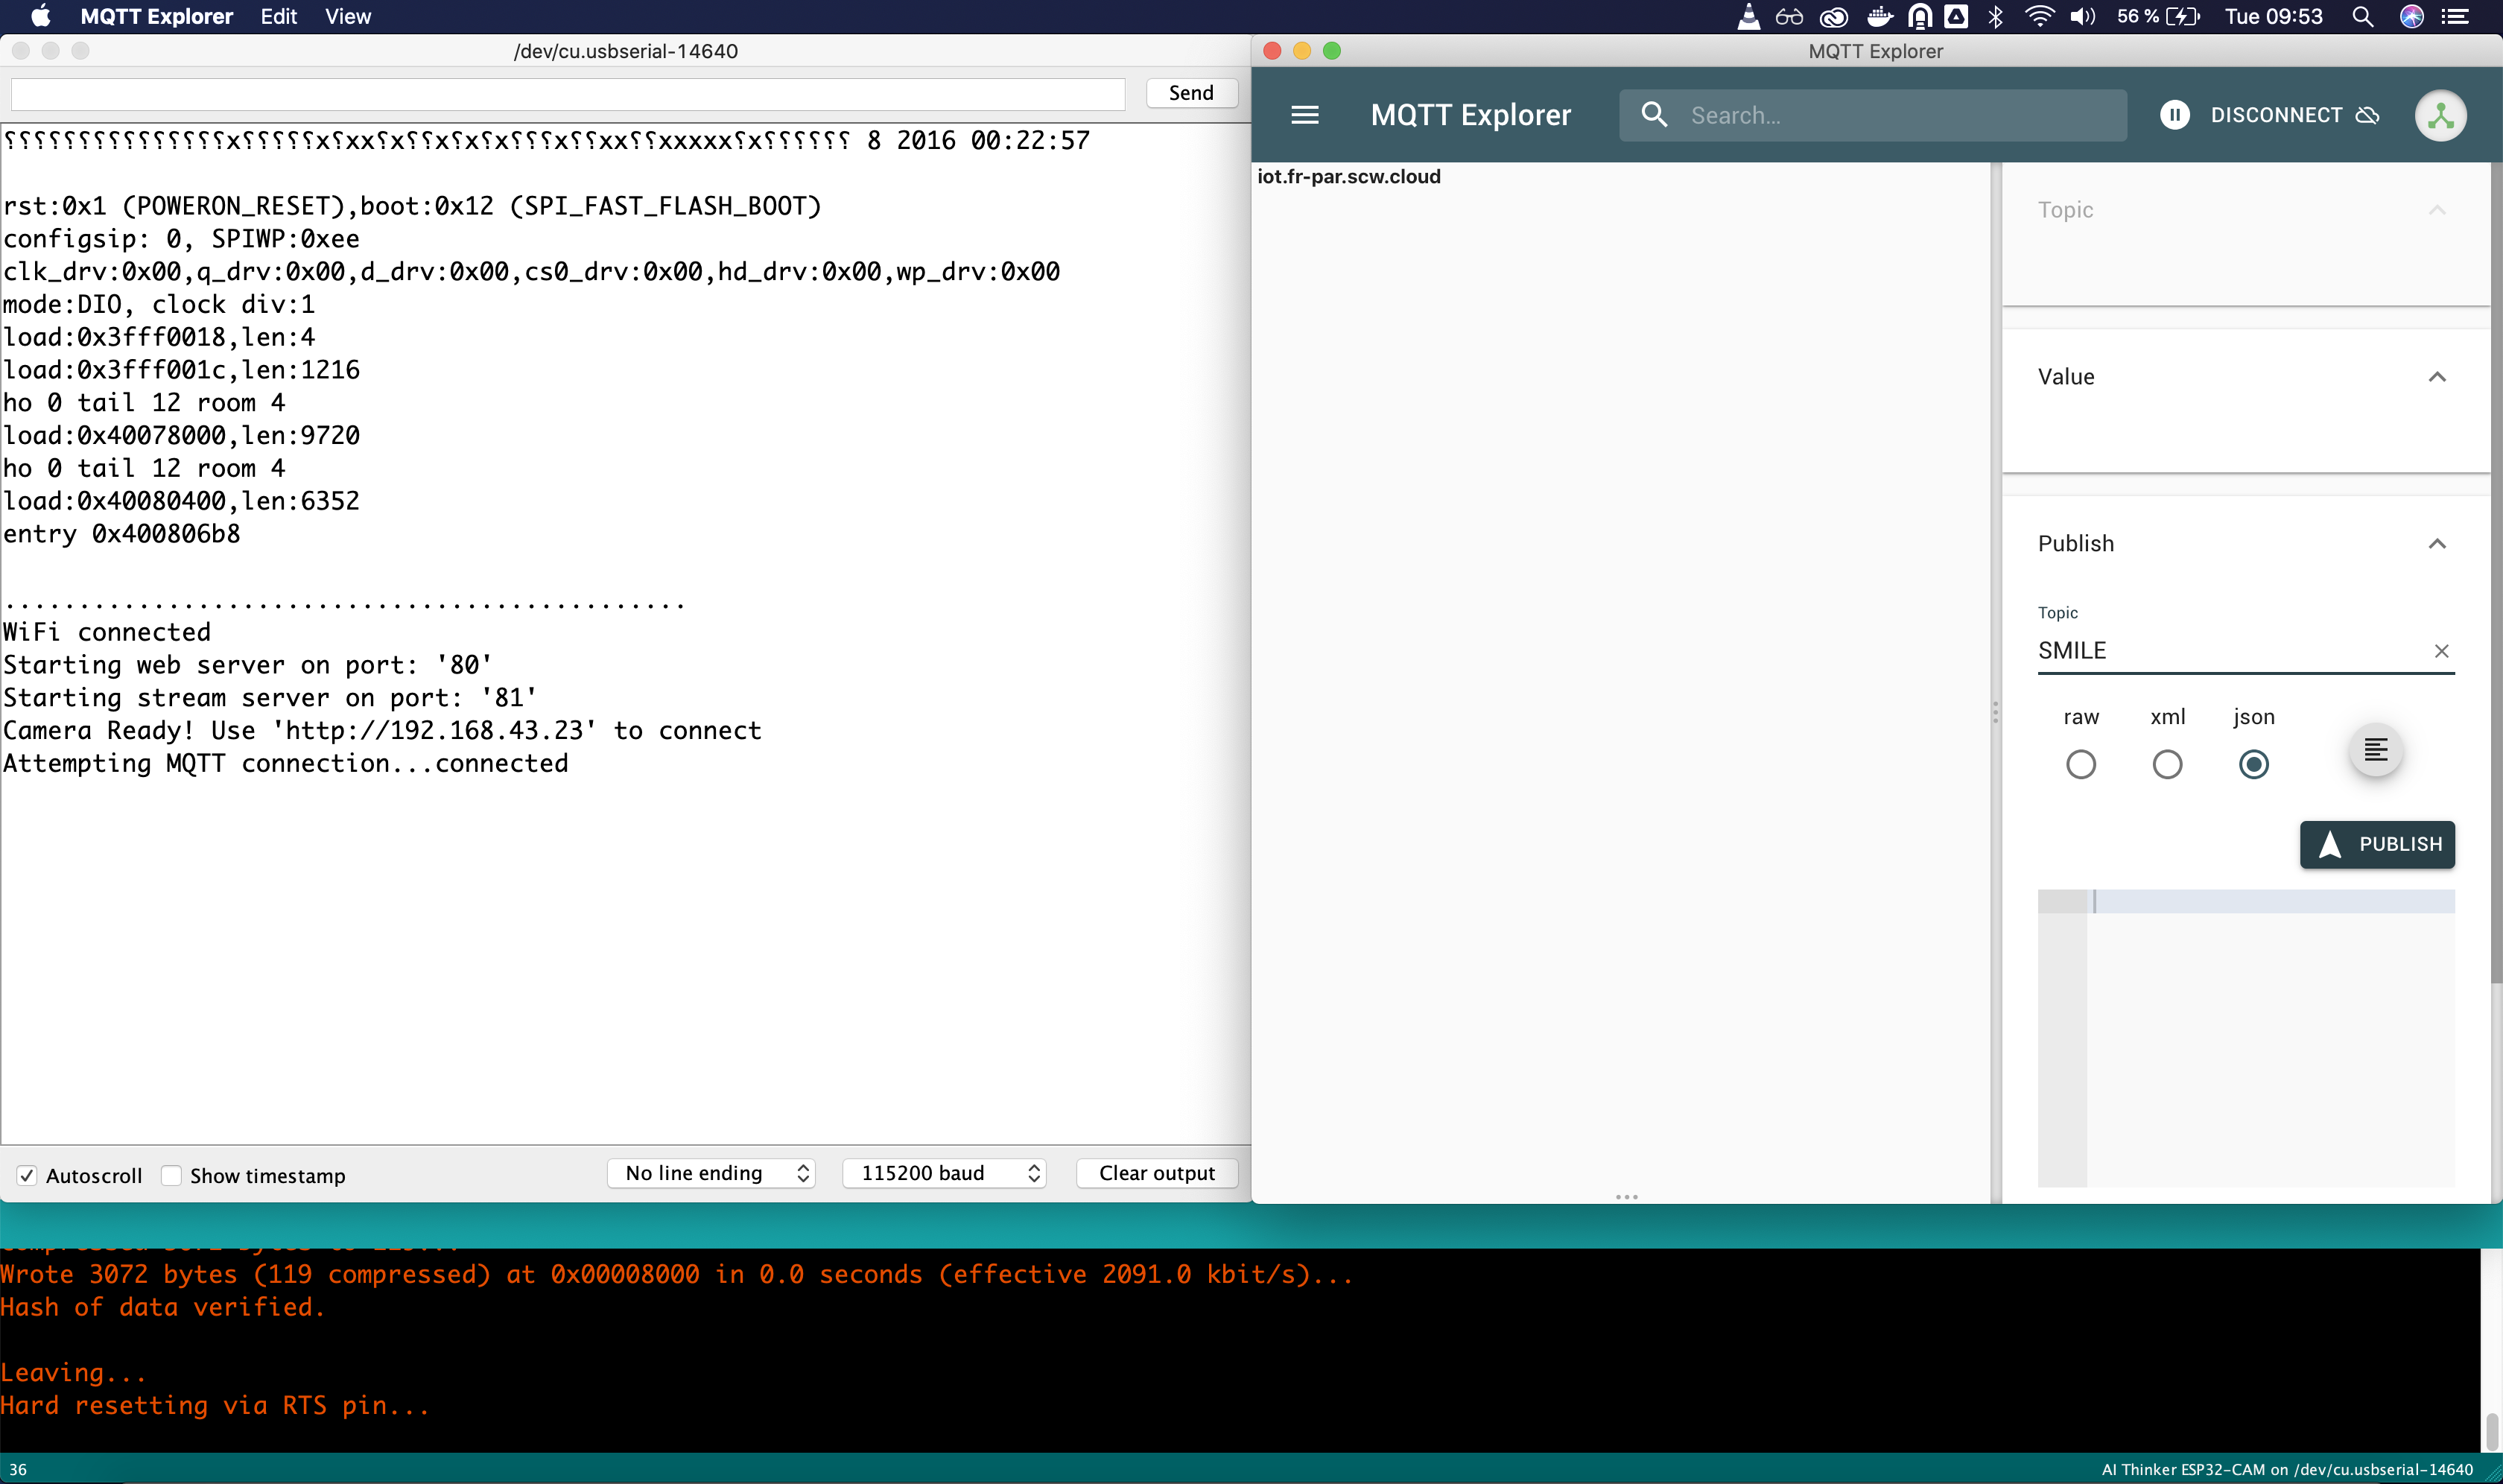 MQTT Explorer Edit View 56 % Tue 09:53
/dev/cu.usbserial-14640
Send
8 2016 00:22:57
rst:0x1 (POWERON_RESET),boot:0x12 (SPI_FAST_FLASH_BOOT)
configsip: 0, SPIWP:0xee
clk_drv:0x00,q_drv:0x00,d_drv:0x00,cs0_drv:0x00,hd_drv:0x00,wp_drv:0x00
mode:DIO, clock div:1
load:0x3fff0018,len:4
load:0x3fff001c,len:1216
ho 0 tail 12 room 4
load:0x40078000,len:9720
ho 0 tail 12 room 4
load:0x40080400,len:6352
entry 0x400806b8
...............................................
WiFi connected
Starting web server on port: '80'
Starting stream server on port: '81'
Camera Ready! Use 'http://192.168.43.23' to connect
Attempting MQTT connection...connected
Autoscroll Show timestamp No line ending 115200 baud Clear output
MQTT Explorer
MQTT Explorer Search... DISCONNECT
iot.fr-par.scw.cloud
Topic
Value
Publish
Topic
SMILE
raw xml json
PUBLISH
Wrote 3072 bytes (119 compressed) at 0x00008000 in 0.0 seconds (effective 2091.0 kbit/s)...
Hash of data verified.
Leaving...
Hard resetting via RTS pin...
36 AI Thinker ESP32-CAM on /dev/cu.usbserial-14640